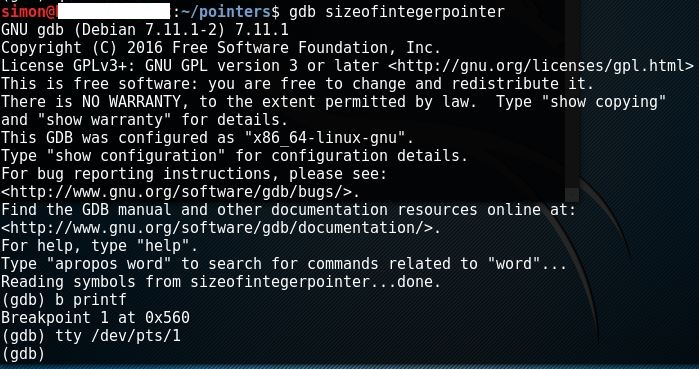 simon@ :~/pointers$ gdb sizeofintegerpointer
GNU gdb (Debian 7.11.1-2) 7.11.1
Copyright (C) 2016 Free Software Foundation, Inc.
License GPLv3+: GNU GPL version 3 or later <http://gnu.org/licenses/gpl.html>
This is free software: you are free to change and redistribute it.
There is NO WARRANTY, to the extent permitted by law.  Type "show copying"
and "show warranty" for details.
This GDB was configured as "x86_64-linux-gnu".
Type "show configuration" for configuration details.
For bug reporting instructions, please see:
<http://www.gnu.org/software/gdb/bugs/>.
Find the GDB manual and other documentation resources online at:
<http://www.gnu.org/software/gdb/documentation/>.
For help, type "help".
Type "apropos word" to search for commands related to "word"...
Reading symbols from sizeofintegerpointer...done.
(gdb) b printf
Breakpoint 1 at 0x560
(gdb) tty /dev/pts/1
(gdb)